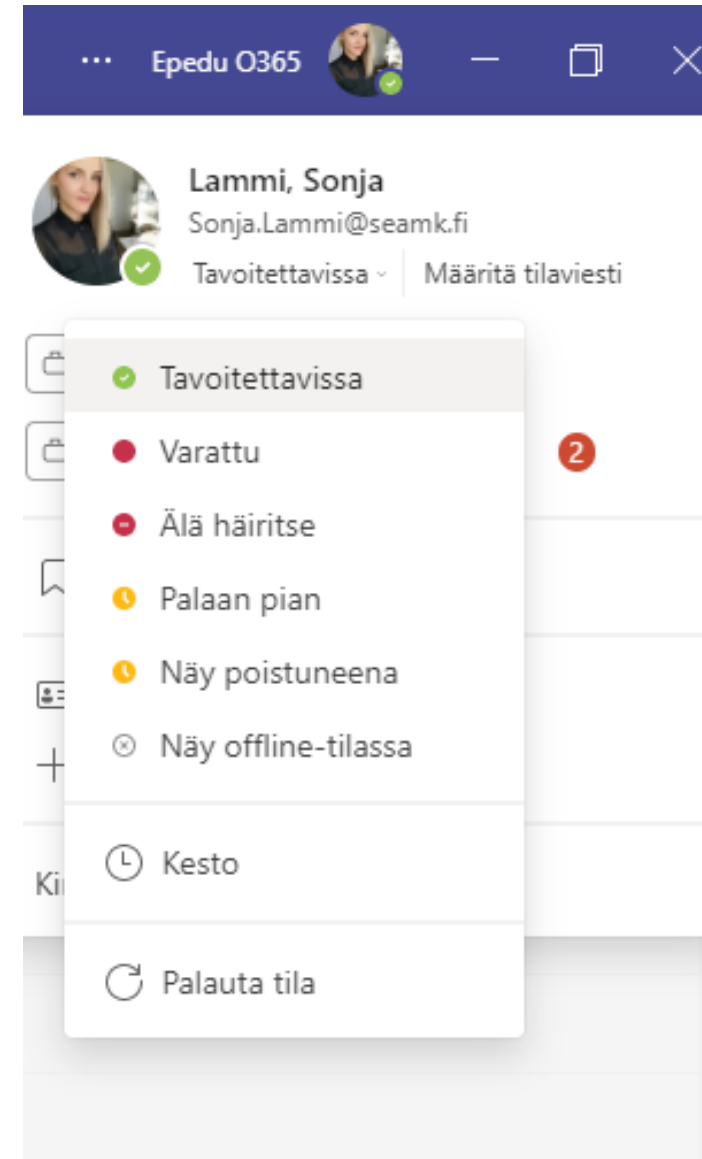 Epedu O365
Lammi, Sonja
Sonja.Lammi@seamk.fi
Tavoitettavissa Määritä tilaviesti
Tavoitettavissa
Varattu
2
Älä häiritse
Palaan pian
Näy poistuneena
Näy offline-tilassa
Kesto
Ki
Palauta tila